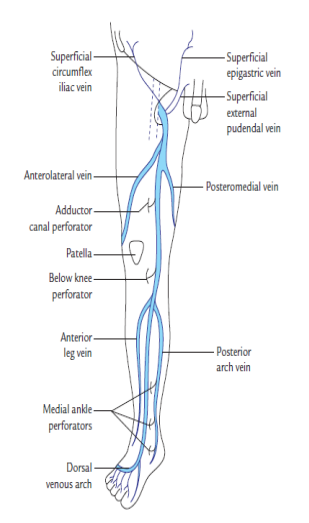 Superficial
circumflex
iliac vein
Superficial
epigastric vein
Superficial
external
pudendal vein
Anterolateral vein
Posteromedial vein
Adductor
canal perforator
Patella
Below knee
perforator
Anterior
leg vein
Posterior
arch vein
Medial ankle
perforators
Dorsal
venous arch